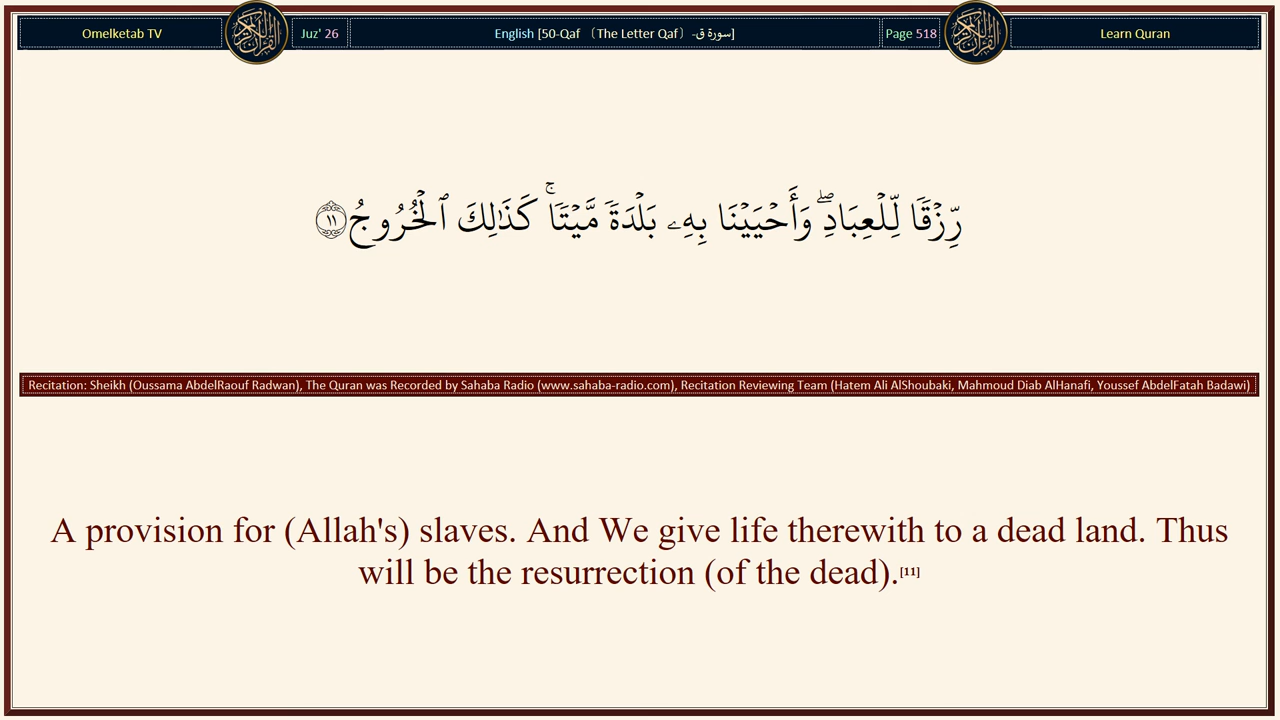 Omelketab TV
Juz' 26
English [50-Qaf （The Letter Qaf） -سورة ق]
Page 518
Learn Quran
رِّزْقًا لِّلْعِبَادِ ۖ وَأَحْيَيْنَا بِهِۦ بَلْدَةً مَّيْتًا ۚ كَذَٰلِكَ ٱلْخُرُوجُ ١١
Recitation: Sheikh (Oussama AbdelRaouf Radwan), The Quran was Recorded by Sahaba Radio (www.sahaba-radio.com), Recitation Reviewing Team (Hatem Ali AlShoubaki, Mahmoud Diab AlHanafi, Youssef AbdelFatah Badawi)
A provision for (Allah's) slaves. And We give life therewith to a dead land. Thus
will be the resurrection (of the dead).[11]